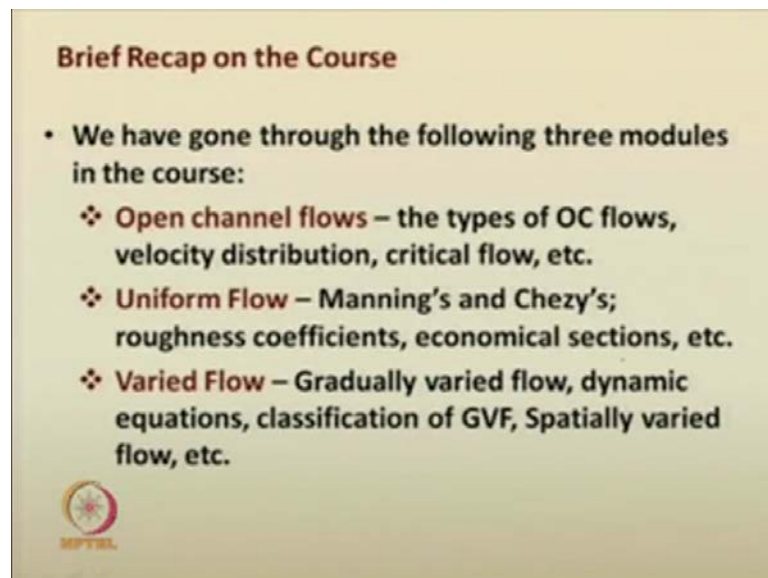 Brief Recap on the Course
• We have gone through the following three modules
in the course:
❖ Open channel flows – the types of OC flows,
velocity distribution, critical flow, etc.
❖ Uniform Flow – Manning's and Chezy's;
roughness coefficients, economical sections, etc.
❖ Varied Flow – Gradually varied flow, dynamic
equations, classification of GVF, Spatially varied
flow, etc.
NPTEL